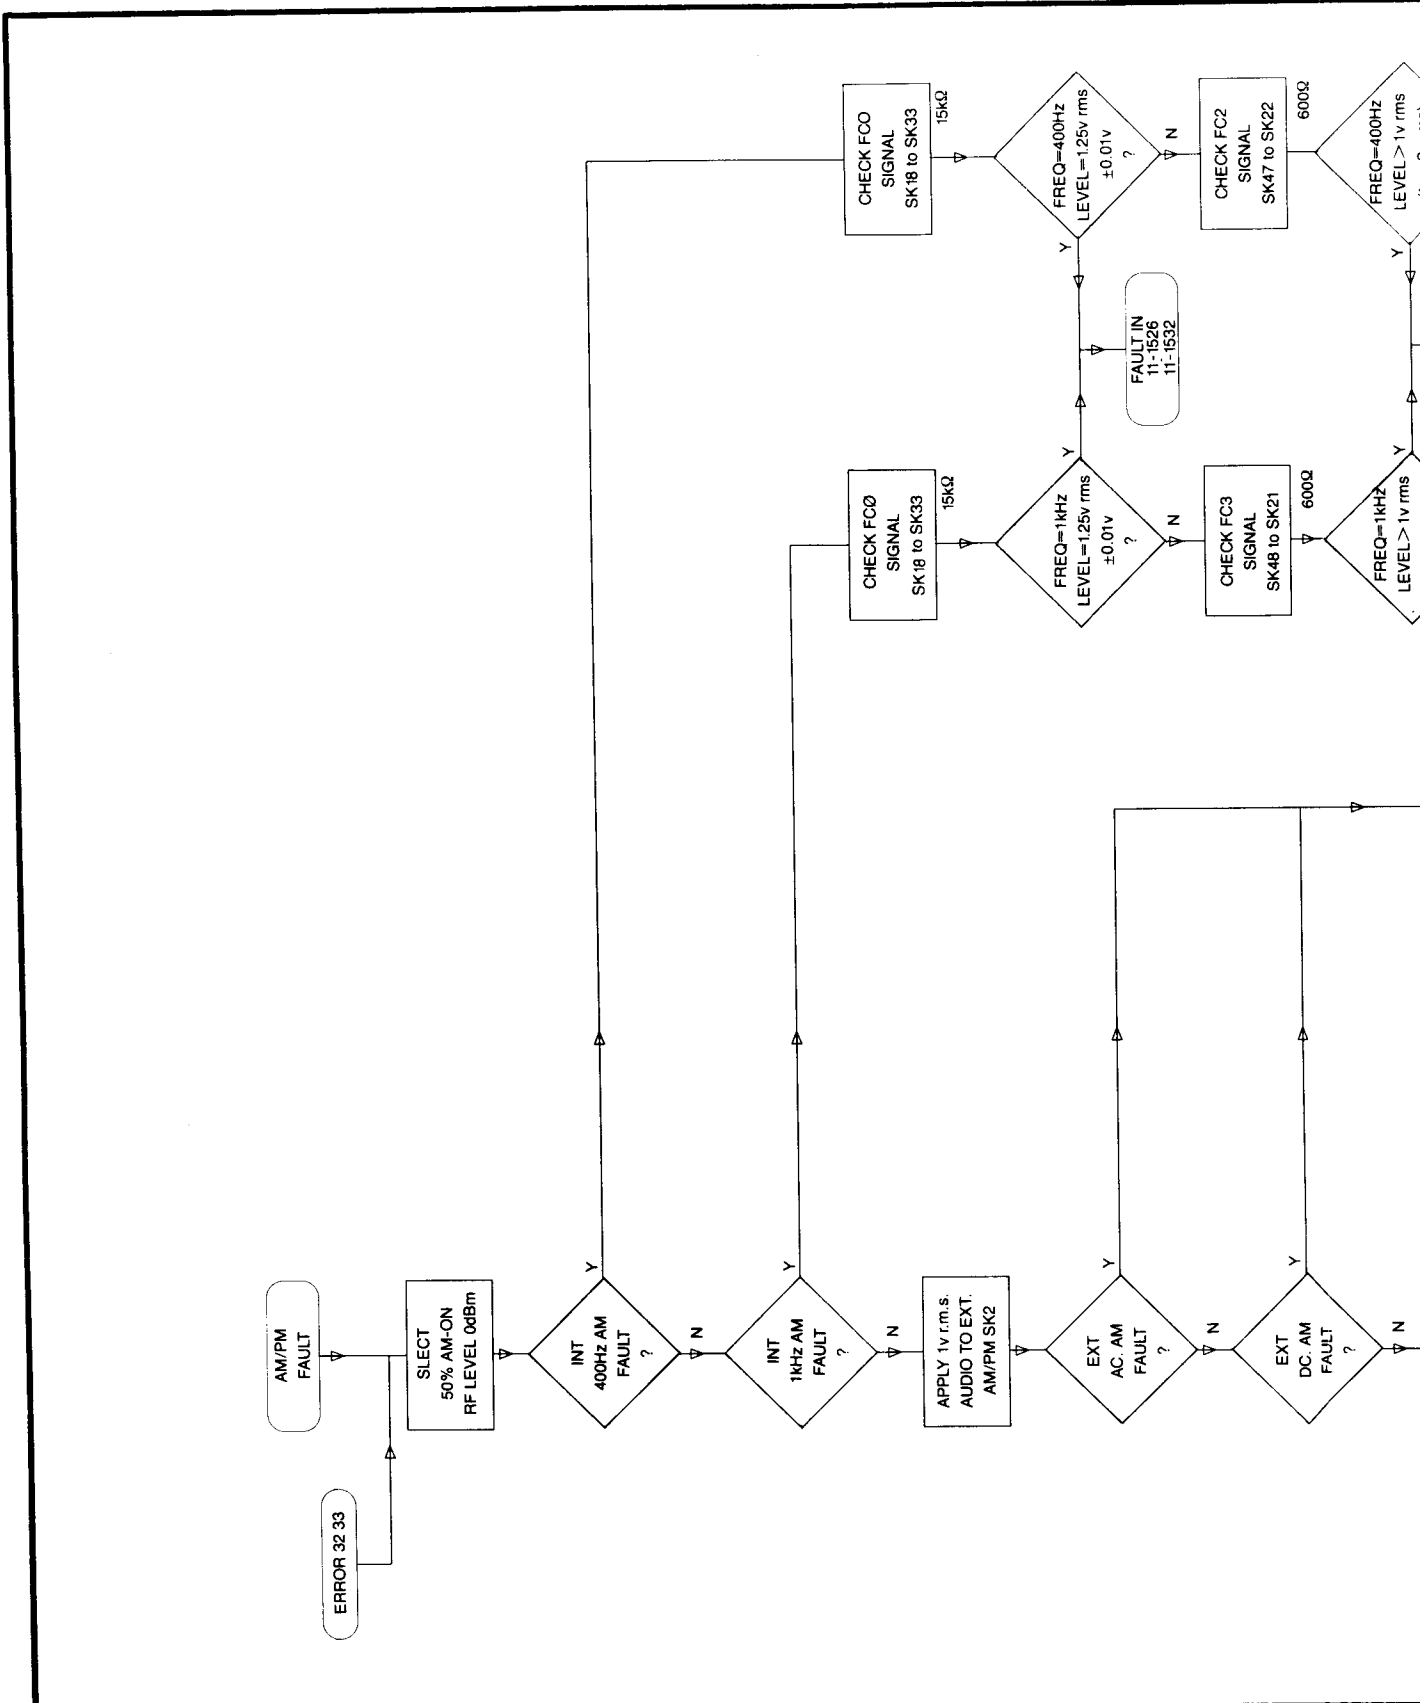 AM/PM
FAULT
ERROR 32 33
SLECT
50% AM-ON
RF LEVEL 0dBm
INT
400Hz AM
FAULT
?
Y
N
INT
1kHz AM
FAULT
?
Y
N
APPLY 1v r.m.s.
AUDIO TO EXT.
AM/PM SK2
EXT
AC. AM
FAULT
?
Y
N
EXT
DC. AM
FAULT
?
Y
N
CHECK FCØ
SIGNAL
SK18 to SK33
15kΩ
FREQ=1kHz
LEVEL=1.25v rms
±0.01v
?
Y
N
CHECK FC3
SIGNAL
SK48 to SK21
600Ω
FREQ=1kHz
LEVEL>1v rms
Y
FAULT IN
11-1526
11-1532
CHECK FCO
SIGNAL
SK18 to SK33
15kΩ
FREQ=400Hz
LEVEL=1.25v rms
±0.01v
?
Y
N
CHECK FC2
SIGNAL
SK47 to SK22
600Ω
FREQ=400Hz
LEVEL>1v rms
Y